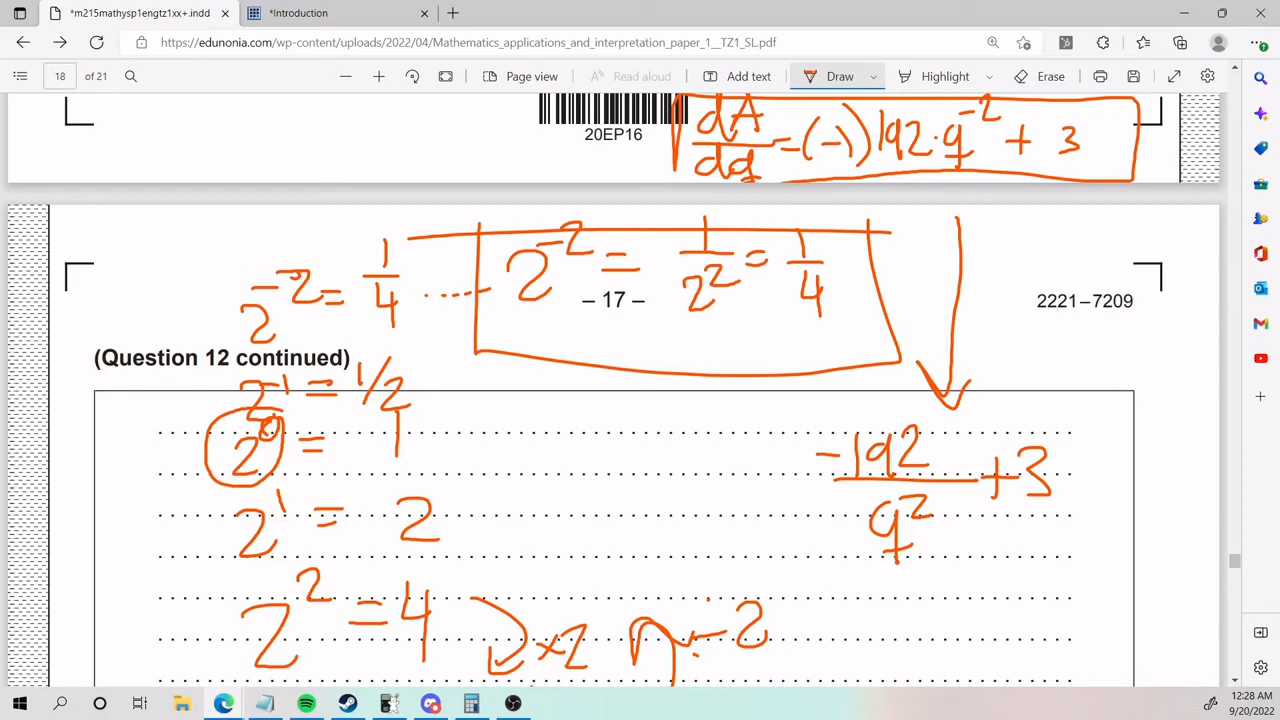 *m215mathysp1engtz1xx+.indd
*Introduction
https://edunonia.com/wp-content/uploads/2022/04/Mathematics_applications_and_interpretation_paper_1__TZ1_SL.pdf
18 of 21
Page view
Read aloud
Add text
Draw
Highlight
Erase
20EP16
dA/dq = (-1) 192 · q^-2 + 3
2^-2 = 1/4
2^-2 = 1/2^2 = 1/4
– 17 –
2221–7209
(Question 12 continued)
2^-1 = 1/2
2^0 = 1
-192/q^2 + 3
2^1 = 2
2^2 = 4
×2
÷2
12:28 AM
9/20/2022